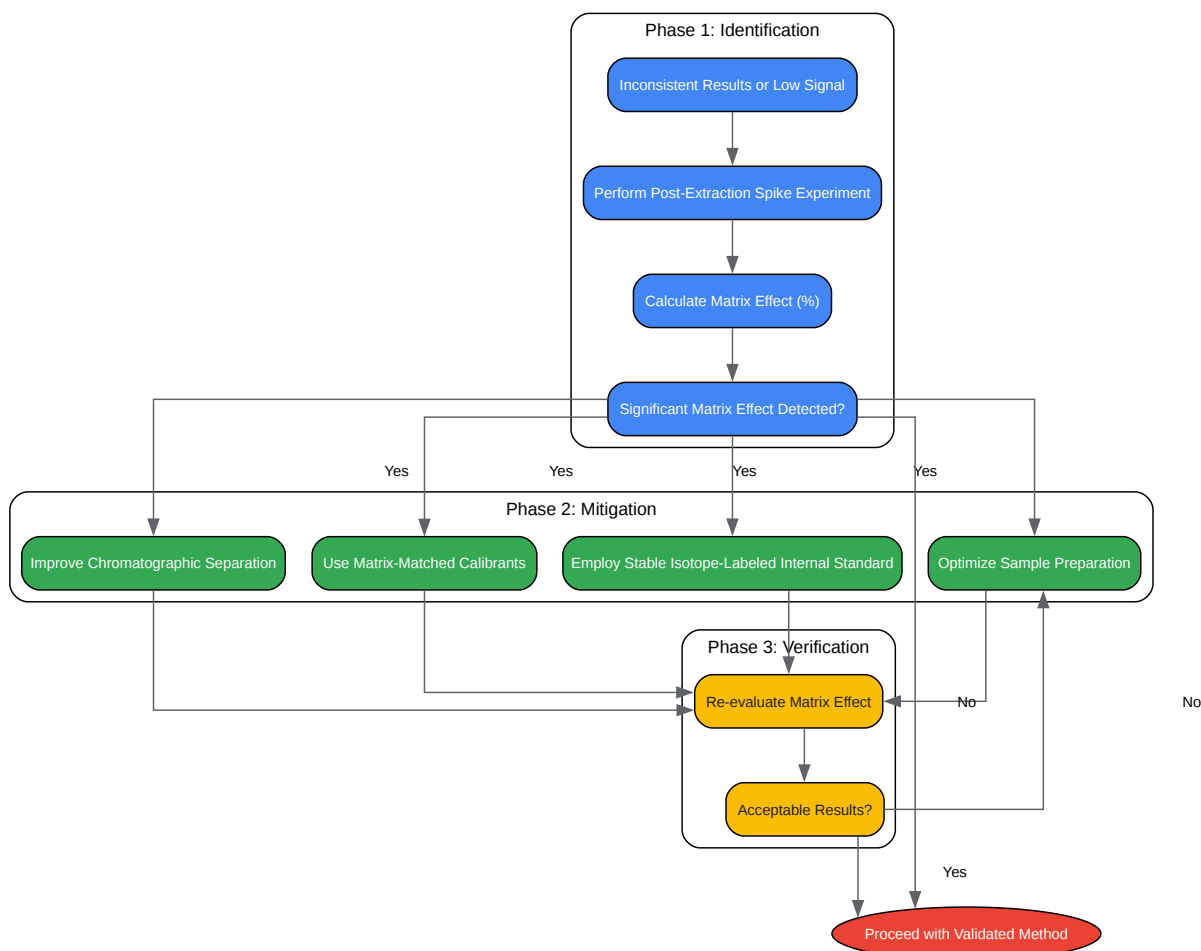 Phase 1: Identification
Inconsistent Results or Low Signal
Perform Post-Extraction Spike Experiment
Calculate Matrix Effect (%)
Significant Matrix Effect Detected?
Yes
Yes
Yes
Yes
Phase 2: Mitigation
Improve Chromatographic Separation
Use Matrix-Matched Calibrants
Employ Stable Isotope-Labeled Internal Standard
Optimize Sample Preparation
Phase 3: Verification
Re-evaluate Matrix Effect
No
No
Acceptable Results?
Yes
Proceed with Validated Method